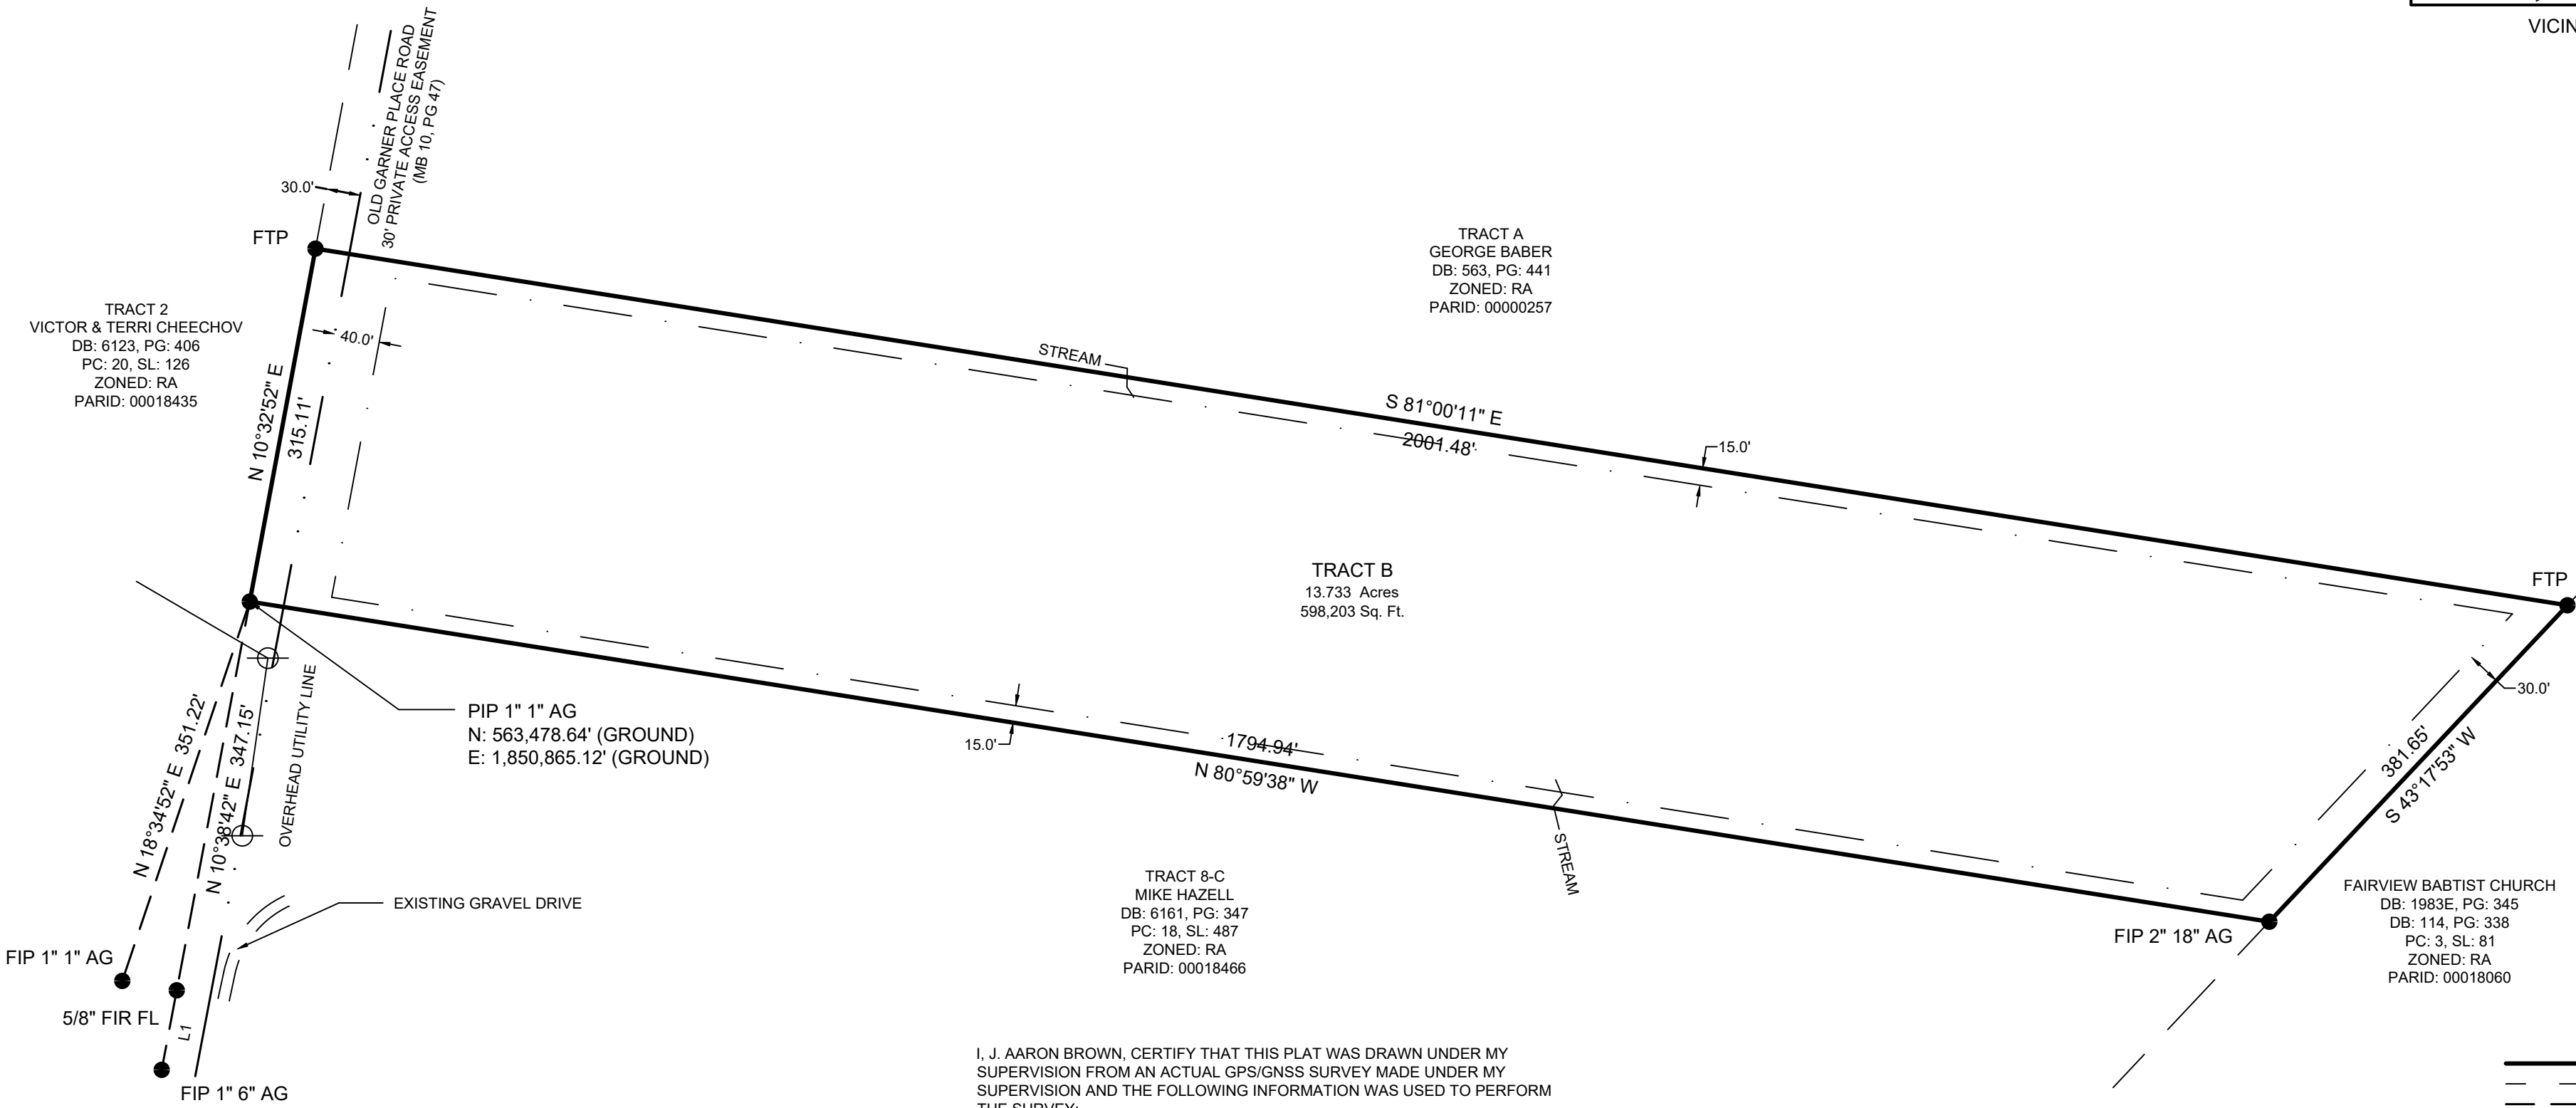 VICIN
OLD GARNER PLACE ROAD
30' PRIVATE ACCESS EASEMENT
(MB 10, PG 47)
30.0'
FTP
TRACT A
GEORGE BABER
DB: 563, PG: 441
ZONED: RA
PARID: 00000257
TRACT 2
VICTOR & TERRI CHEECHOV
DB: 6123, PG: 406
PC: 20, SL: 126
ZONED: RA
PARID: 00018435
40.0'
N 10°32'52" E
315.11'
STREAM
S 81°00'11" E
2001.48'
15.0'
TRACT B
13.733 Acres
598,203 Sq. Ft.
FTP
30.0'
PIP 1" 1" AG
N: 563,478.64' (GROUND)
E: 1,850,865.12' (GROUND)
15.0'
1794.94'
N 80°59'38" W
381.65'
S 43°17'53" W
N 18°34'52" E 351.22'
N 10°38'42" E 347.15'
OVERHEAD UTILITY LINE
STREAM
TRACT 8-C
MIKE HAZELL
DB: 6161, PG: 347
PC: 18, SL: 487
ZONED: RA
PARID: 00018466
FAIRVIEW BABTIST CHURCH
DB: 1983E, PG: 345
DB: 114, PG: 338
PC: 3, SL: 81
ZONED: RA
PARID: 00018060
EXISTING GRAVEL DRIVE
FIP 2" 18" AG
FIP 1" 1" AG
5/8" FIR FL
L1
FIP 1" 6" AG
I, J. AARON BROWN, CERTIFY THAT THIS PLAT WAS DRAWN UNDER MY
SUPERVISION FROM AN ACTUAL GPS/GNSS SURVEY MADE UNDER MY
SUPERVISION AND THE FOLLOWING INFORMATION WAS USED TO PERFORM
THE SURVEY: